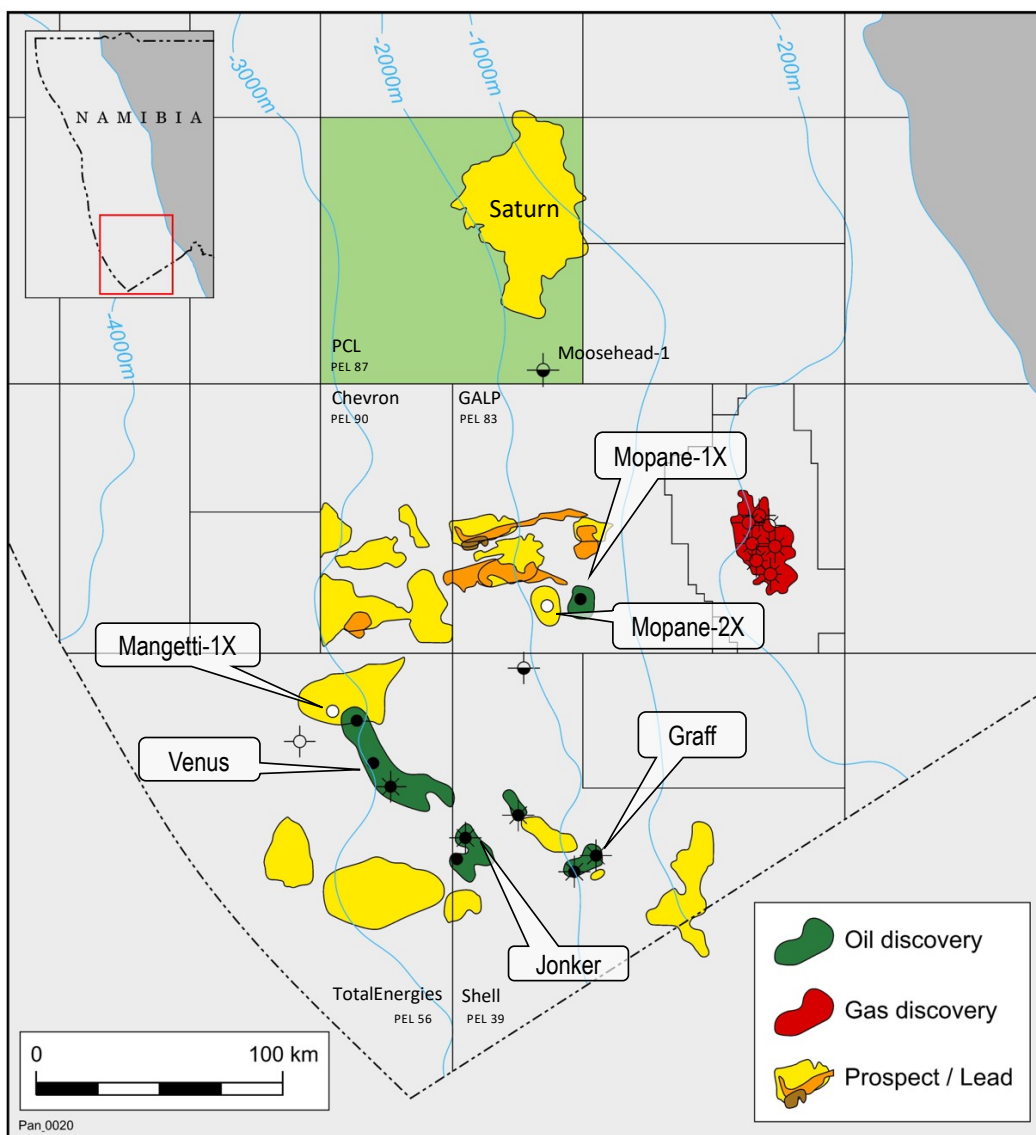 NAMIBIA
-3000m
-2000m
-1000m
-200m
-4000m
Saturn
PCL
PEL 87
Moosehead-1
Chevron
PEL 90
GALP
PEL 83
Mopane-1X
Mopane-2X
Mangetti-1X
Venus
Graff
Jonker
TotalEnergies
PEL 56
Shell
PEL 39
Oil discovery
Gas discovery
Prospect / Lead
0 100 km
Pan_0020